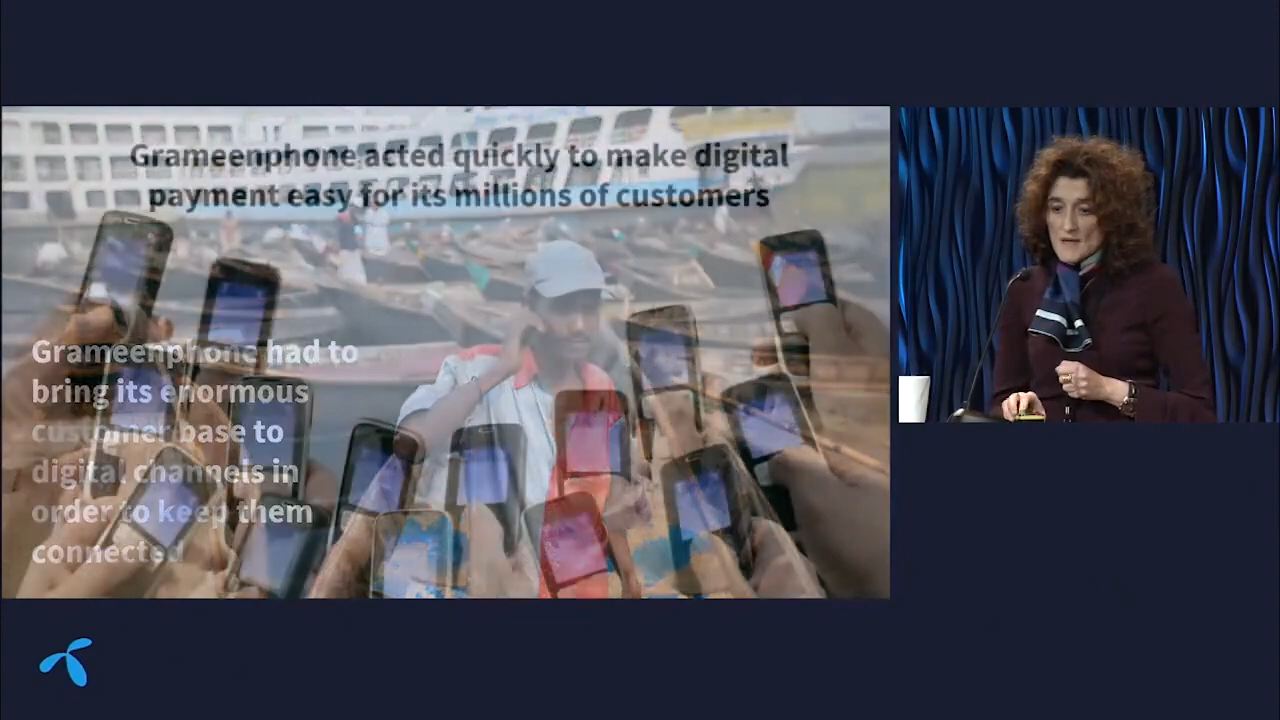 Grameenphone acted quickly to make digital
payment easy for its millions of customers
Grameenphone had to
bring its enormous
customer base to
digital channels in
order to keep them
connected